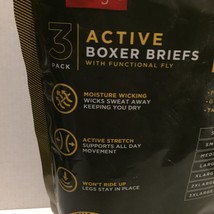 3
PACK
ACTIVE
BOXER BRIEFS
WITH FUNCTIONAL FLY
MOISTURE WICKING
WICKS SWEAT AWAY
KEEPING YOU DRY
ACTIVE STRETCH
SUPPORTS ALL DAY
MOVEMENT
WON'T RIDE UP
LEGS STAY IN PLACE